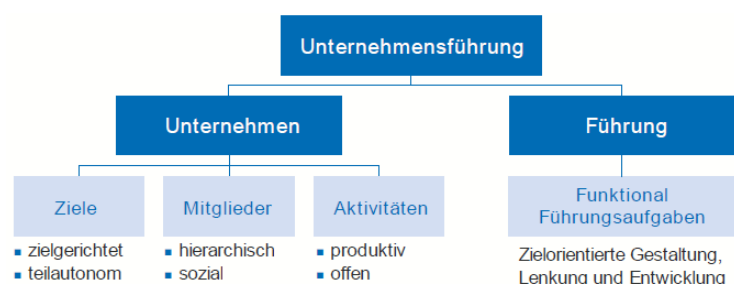 Unternehmensführung
Unternehmen
Führung
Ziele
Mitglieder
Aktivitäten
Funktional
Führungsaufgaben
▪ zielgerichtet
▪ teilautonom
▪ hierarchisch
▪ sozial
▪ produktiv
▪ offen
Zielorientierte Gestaltung,
Lenkung und Entwicklung